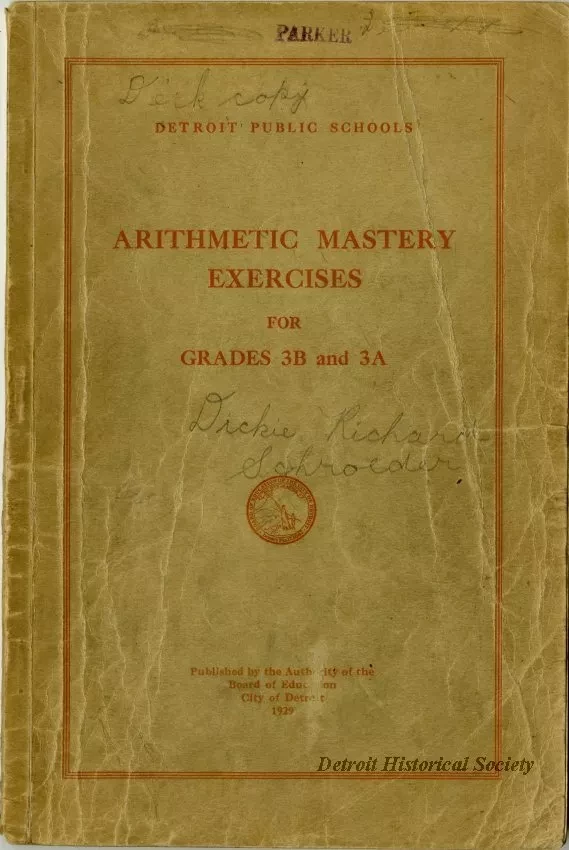 PARKER
Desk copy
DETROIT PUBLIC SCHOOLS
ARITHMETIC MASTERY
EXERCISES
FOR
GRADES 3B and 3A
Dickie Richard
Schroeder
Published by the Authority of the
Board of Education
City of Detroit
1929
Detroit Historical Society